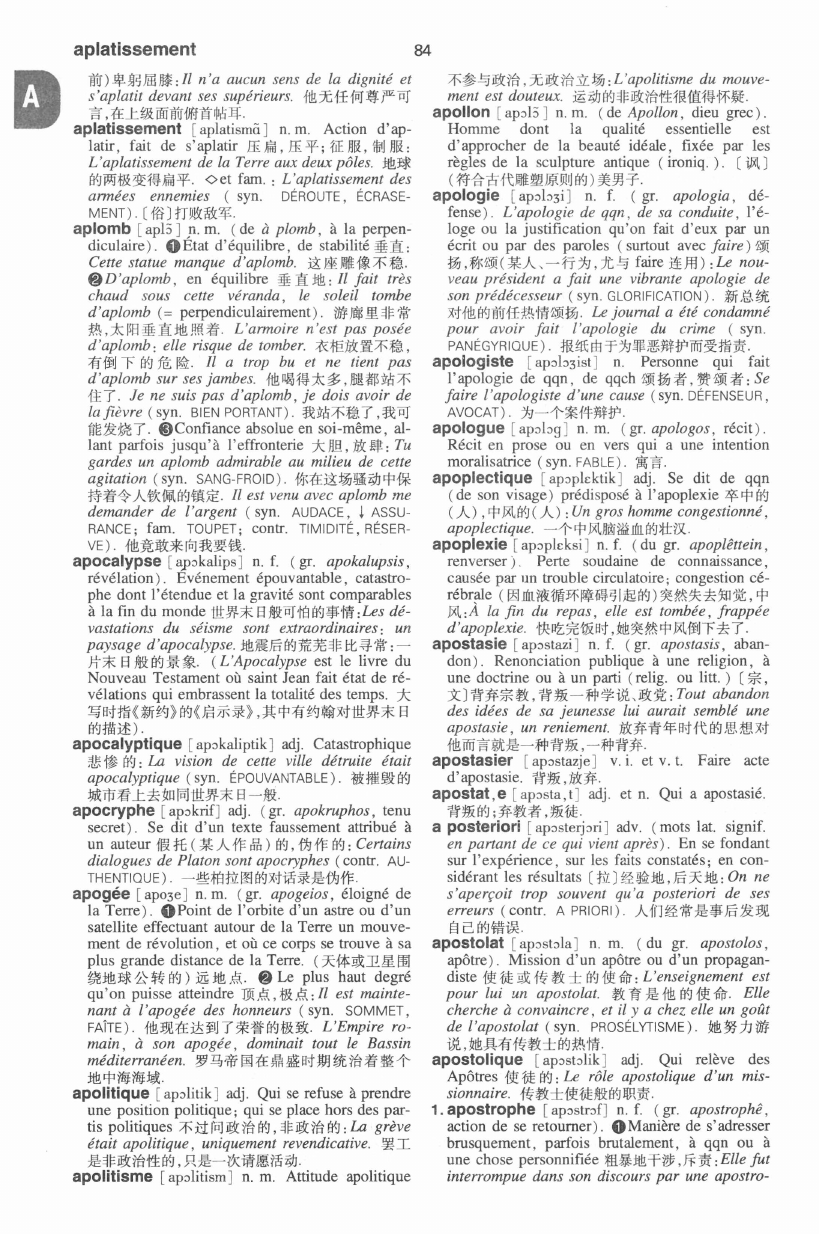 aplatissement 84
A
前)卑躬屈膝:Il n'a aucun sens de la dignité et
s'aplatit devant ses supérieurs. 他无任何尊严可
言,在上级面前俯首帖耳.
aplatissement [aplatismɑ̃] n. m. Action d'ap-
latir, fait de s'aplatir 压扁,压平;征服,制服:
L'aplatissement de la Terre aux deux pôles. 地球
的两极变得扁平. ◇et fam. : L'aplatissement des
armées ennemies ( syn. DÉROUTE, ÉCRASE-
MENT). [俗]打败敌军.
aplomb [aplɔ̃] n. m. (de à plomb, à la perpen-
diculaire). ❶État d'équilibre, de stabilité 垂直:
Cette statue manque d'aplomb. 这座雕像不稳.
❷D'aplomb, en équilibre 垂直地: Il fait très
chaud sous cette véranda, le soleil tombe
d'aplomb (= perpendiculairement). 游廊里非常
热,太阳垂直地照着. L'armoire n'est pas posée
d'aplomb: elle risque de tomber. 衣柜放置不稳,
有倒下的危险. Il a trop bu et ne tient pas
d'aplomb sur ses jambes. 他喝得太多,腿都站不
住了. Je ne suis pas d'aplomb, je dois avoir de
la fièvre (syn. BIEN PORTANT). 我站不稳了,我可
能发烧了. ❸Confiance absolue en soi-même, al-
lant parfois jusqu'à l'effronterie 大胆,放肆: Tu
gardes un aplomb admirable au milieu de cette
agitation (syn. SANG-FROID). 你在这场骚动中保
持着令人钦佩的镇定. Il est venu avec aplomb me
demander de l'argent ( syn. AUDACE, ↓ ASSU-
RANCE; fam. TOUPET; contr. TIMIDITÉ, RÉSER-
VE). 他竟敢来向我要钱.
apocalypse [apɔkalips] n. f. ( gr. apokalupsis,
révélation). Événement épouvantable, catastro-
phe dont l'étendue et la gravité sont comparables
à la fin du monde 世界末日般可怕的事情:Les dé-
vastations du séisme sont extraordinaires: un
paysage d'apocalypse. 地震后的荒芜非比寻常:一
片末日般的景象. (L'Apocalypse est le livre du
Nouveau Testament où saint Jean fait état de ré-
vélations qui embrassent la totalité des temps. 大
写时指《新约》的《启示录》,其中有约翰对世界末日
的描述).
apocalyptique [apɔkaliptik] adj. Catastrophique
悲惨的: La vision de cette ville détruite était
apocalyptique (syn. ÉPOUVANTABLE). 被摧毁的
城市看上去如同世界末日一般.
apocryphe [apɔkrif] adj. (gr. apokruphos, tenu
secret). Se dit d'un texte faussement attribué à
un auteur 假托(某人作品)的,伪作的: Certains
dialogues de Platon sont apocryphes (contr. AU-
THENTIQUE). 一些柏拉图的对话录是伪作.
apogée [apoʒe] n. m. (gr. apogeios, éloigné de
la Terre). ❶Point de l'orbite d'un astre ou d'un
satellite effectuant autour de la Terre un mouve-
ment de révolution, et où ce corps se trouve à sa
plus grande distance de la Terre. (天体或卫星围
绕地球公转的)远地点. ❷ Le plus haut degré
qu'on puisse atteindre 顶点,极点: Il est mainte-
nant à l'apogée des honneurs (syn. SOMMET,
FAÎTE). 他现在达到了荣誉的极致. L'Empire ro-
main, à son apogée, dominait tout le Bassin
méditerranéen. 罗马帝国在鼎盛时期统治着整个
地中海海域.
apolitique [apɔlitik] adj. Qui se refuse à prendre
une position politique; qui se place hors des par-
tis politiques 不过问政治的,非政治的: La grève
était apolitique, uniquement revendicative. 罢工
是非政治性的,只是一次请愿活动.
apolitisme [apɔlitism] n. m. Attitude apolitique
不参与政治,无政治立场:L'apolitisme du mouve-
ment est douteux. 运动的非政治性很值得怀疑.
apollon [apɔlɔ̃] n. m. (de Apollon, dieu grec).
Homme dont la qualité essentielle est
d'approcher de la beauté idéale, fixée par les
règles de la sculpture antique (ironiq.). [讽]
(符合古代雕塑原则的)美男子.
apologie [apɔlɔʒi] n. f. ( gr. apologia, dé-
fense). L'apologie de qqn, de sa conduite, l'é-
loge ou la justification qu'on fait d'eux par un
écrit ou par des paroles (surtout avec faire) 颂
扬,称颂(某人、一行为,尤与 faire 连用): Le nou-
veau président a fait une vibrante apologie de
son prédécesseur (syn. GLORIFICATION). 新总统
对他的前任热情颂扬. Le journal a été condamné
pour avoir fait l'apologie du crime ( syn.
PANÉGYRIQUE). 报纸由于为罪恶辩护而受指责.
apologiste [apɔlɔʒist] n. Personne qui fait
l'apologie de qqn, de qqch 颂扬者,赞颂者: Se
faire l'apologiste d'une cause (syn. DÉFENSEUR,
AVOCAT). 为一个案件辩护.
apologue [apɔlɔg] n. m. (gr. apologos, récit).
Récit en prose ou en vers qui a une intention
moralisatrice (syn. FABLE). 寓言.
apoplectique [apɔplɛktik] adj. Se dit de qqn
(de son visage) prédisposé à l'apoplexie 卒中的
(人),中风的(人): Un gros homme congestionné,
apoplectique. 一个中风脑溢血的壮汉.
apoplexie [apɔplɛksi] n. f. (du gr. apoplêttein,
renverser). Perte soudaine de connaissance,
causée par un trouble circulatoire; congestion cé-
rébrale (因血液循环障碍引起的)突然失去知觉,中
风:À la fin du repas, elle est tombée, frappée
d'apoplexie. 快吃完饭时,她突然中风倒下去了.
apostasie [apɔstazi] n. f. ( gr. apostasis, aban-
don). Renonciation publique à une religion, à
une doctrine ou à un parti (relig. ou litt.) [宗,
文]背弃宗教,背叛一种学说、政党: Tout abandon
des idées de sa jeunesse lui aurait semblé une
apostasie, un reniement. 放弃青年时代的思想对
他而言就是一种背叛,一种背弃.
apostasier [apɔstazje] v. i. et v. t. Faire acte
d'apostasie. 背叛,放弃.
apostat,e [apɔsta,t] adj. et n. Qui a apostasié.
背叛的;弃教者,叛徒.
a posteriori [apɔsterjɔri] adv. (mots lat. signif.
en partant de ce qui vient après). En se fondant
sur l'expérience, sur les faits constatés; en con-
sidérant les résultats [拉]经验地,后天地: On ne
s'aperçoit trop souvent qu'a posteriori de ses
erreurs (contr. A PRIORI). 人们经常是事后发现
自己的错误.
apostolat [apɔstɔla] n. m. ( du gr. apostolos,
apôtre). Mission d'un apôtre ou d'un propagan-
diste 使徒或传教士的使命: L'enseignement est
pour lui un apostolat. 教育是他的使命. Elle
cherche à convaincre, et il y a chez elle un goût
de l'apostolat (syn. PROSÉLYTISME). 她努力游
说,她具有传教士的热情.
apostolique [apɔstɔlik] adj. Qui relève des
Apôtres 使徒的: Le rôle apostolique d'un mis-
sionnaire. 传教士使徒般的职责.
1. apostrophe [apɔstrɔf] n. f. (gr. apostrophê,
action de se retourner). ❶Manière de s'adresser
brusquement, parfois brutalement, à qqn ou à
une chose personnifiée 粗暴地干涉,斥责: Elle fut
interrompue dans son discours par une apostro-